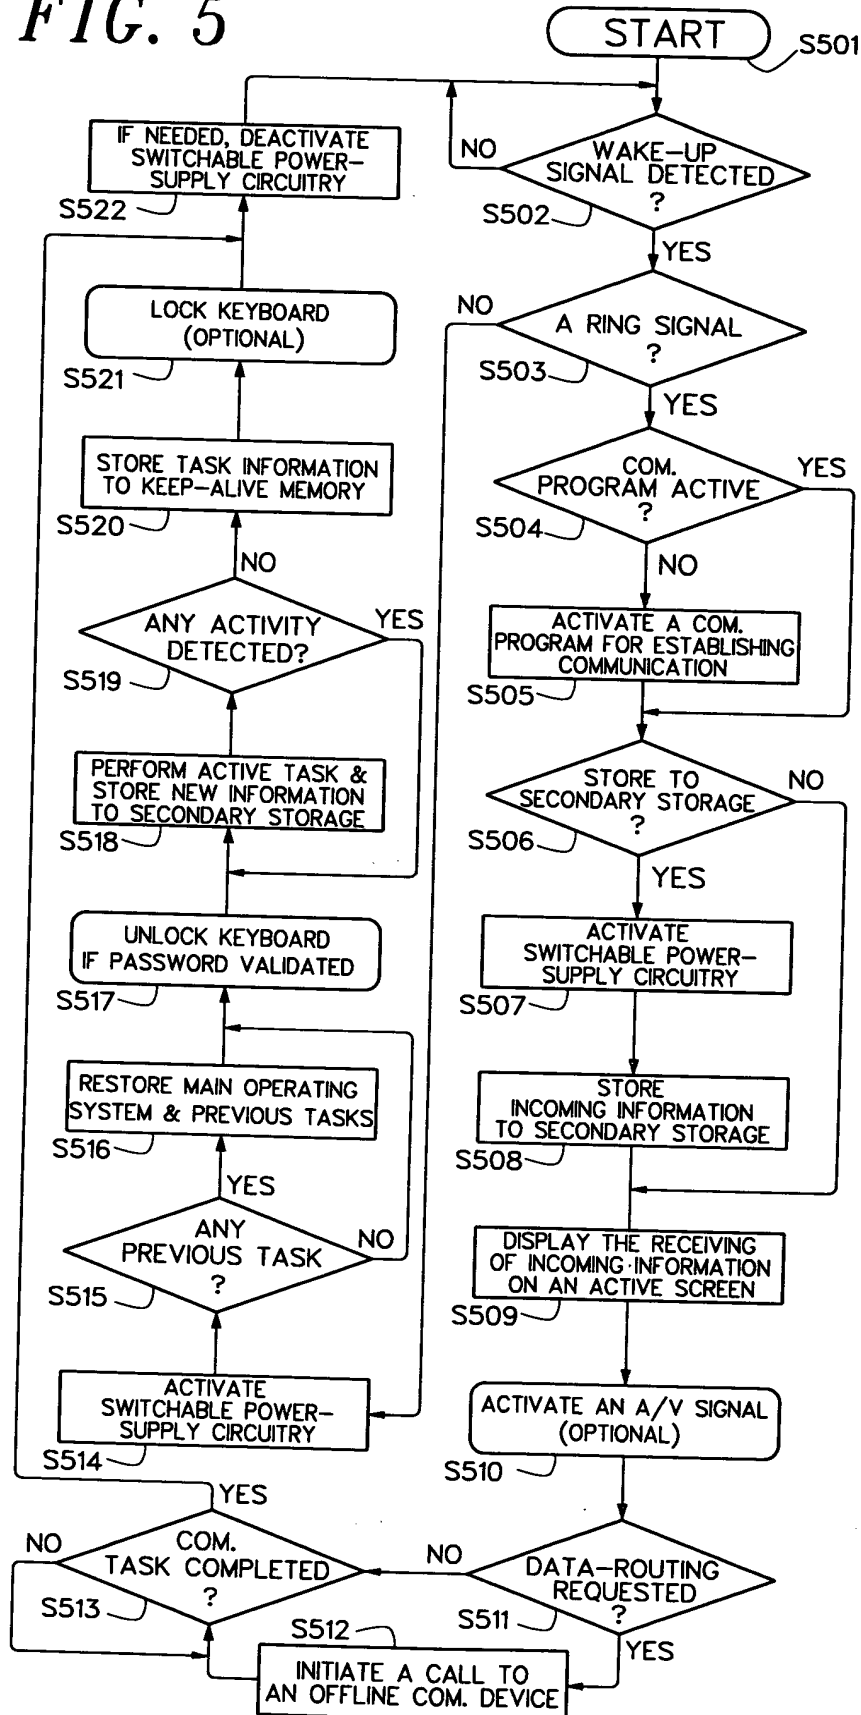 FIG. 5
START
S501
WAKE-UP
SIGNAL DETECTED
?
NO
S502
YES
A RING SIGNAL
?
NO
S503
YES
COM.
PROGRAM ACTIVE
?
YES
S504
NO
ACTIVATE A COM.
PROGRAM FOR ESTABLISHING
COMMUNICATION
S505
STORE TO
SECONDARY STORAGE
?
NO
S506
YES
ACTIVATE
SWITCHABLE POWER-
SUPPLY CIRCUITRY
S507
STORE
INCOMING INFORMATION
TO SECONDARY STORAGE
S508
DISPLAY THE RECEIVING
OF INCOMING INFORMATION
ON AN ACTIVE SCREEN
S509
ACTIVATE AN A/V SIGNAL
(OPTIONAL)
S510
DATA-ROUTING
REQUESTED
?
NO
S511
YES
S512
INITIATE A CALL TO
AN OFFLINE COM. DEVICE
COM.
TASK COMPLETED
?
NO
S513
YES
ACTIVATE
SWITCHABLE POWER-
SUPPLY CIRCUITRY
S514
ANY
PREVIOUS TASK
?
NO
S515
YES
RESTORE MAIN OPERATING
SYSTEM & PREVIOUS TASKS
S516
UNLOCK KEYBOARD
IF PASSWORD VALIDATED
S517
PERFORM ACTIVE TASK &
STORE NEW INFORMATION
TO SECONDARY STORAGE
S518
ANY ACTIVITY
DETECTED?
YES
S519
NO
STORE TASK INFORMATION
TO KEEP-ALIVE MEMORY
S520
LOCK KEYBOARD
(OPTIONAL)
S521
IF NEEDED, DEACTIVATE
SWITCHABLE POWER-
SUPPLY CIRCUITRY
S522